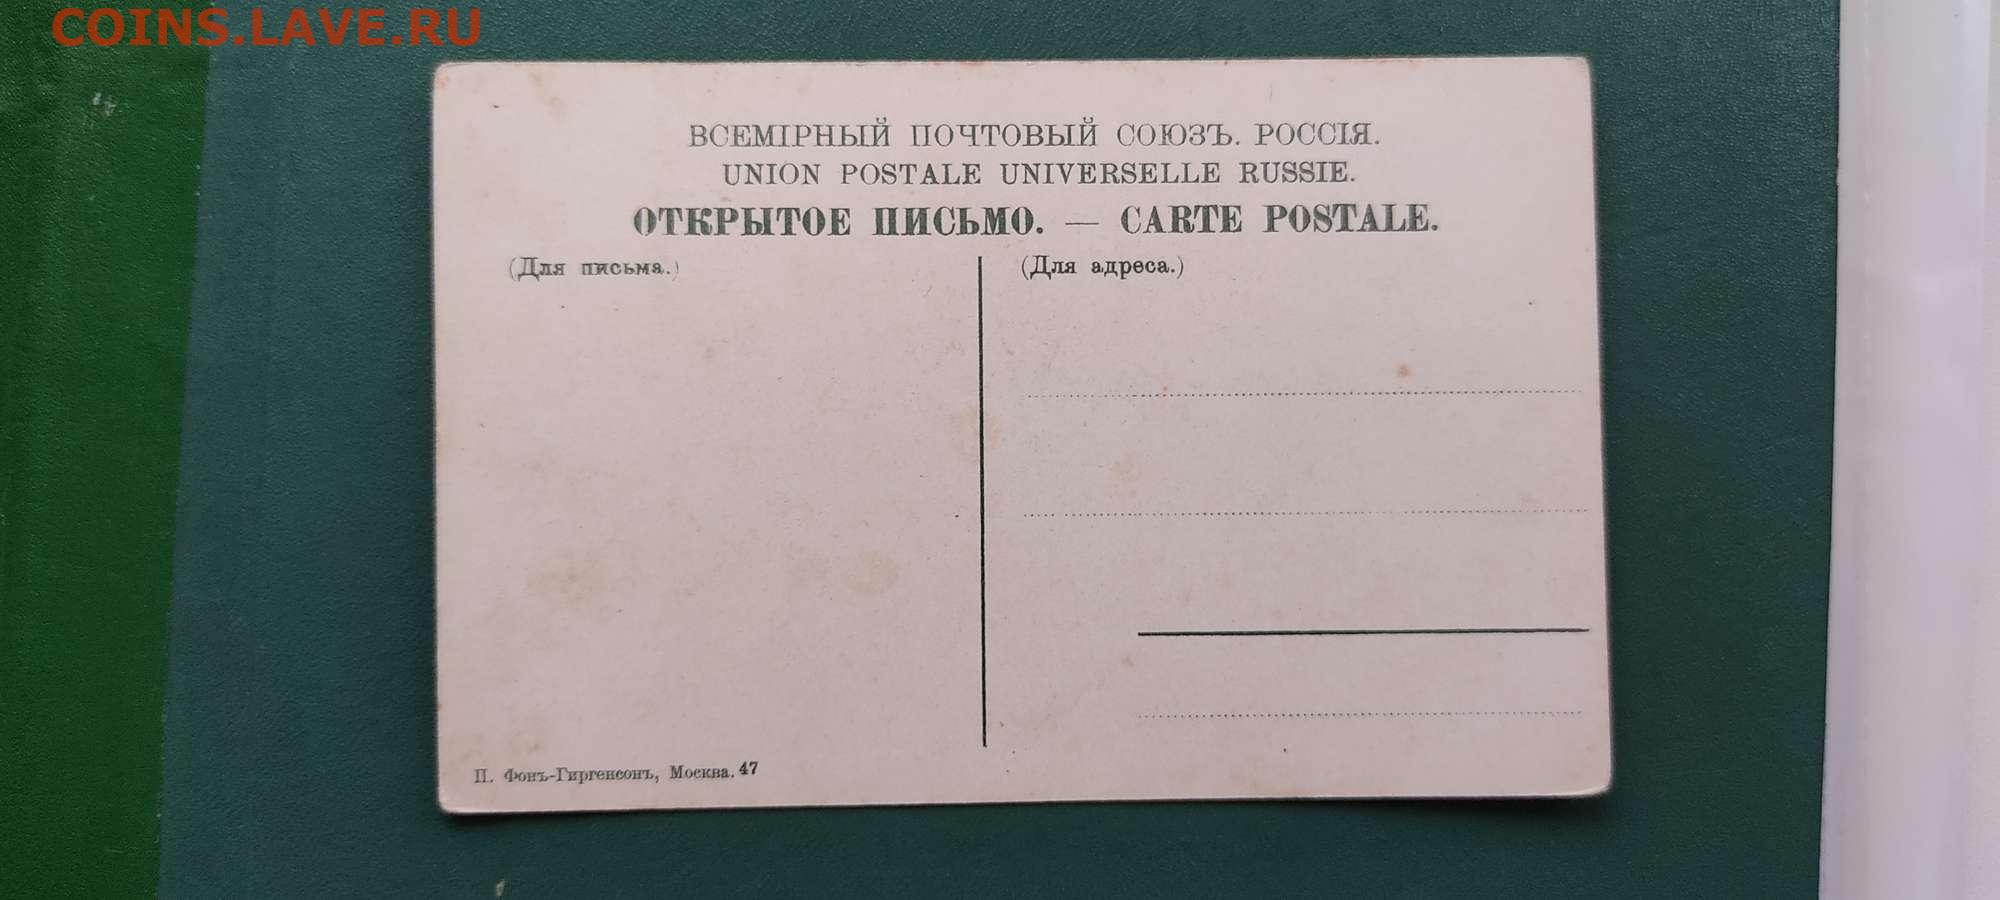 COINS.LAVE.RU
ВСЕМІРНЫЙ ПОЧТОВЫЙ СОЮЗЪ. РОССІЯ.
UNION POSTALE UNIVERSELLE RUSSIE.
ОТКРЫТОЕ ПИСЬМО. — CARTE POSTALE.
(Для письма.)
(Для адреса.)
П. Фонъ-Гиргенсонъ, Москва. 47